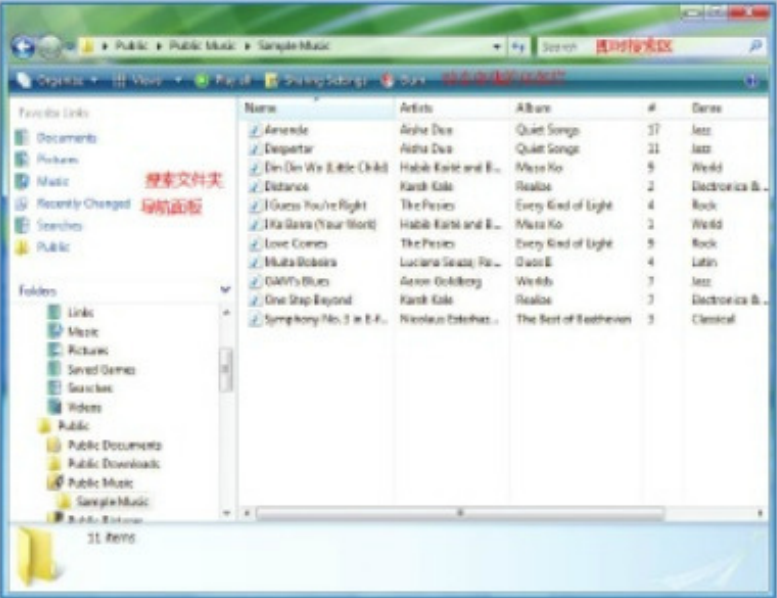 Public ▸ Public Music ▸ Sample Music
Search 即时搜索区
Organize Views Play all Sharing Settings Burn
Favorite Links
Documents
Pictures
Music
搜索文件夹
Recently Changed
导航面板
Searches
Public
Folders
Links
Music
Pictures
Saved Games
Searches
Videos
Public
Public Documents
Public Downloads
Public Music
Sample Music
Public Pictures
Name Artists Album # Genre
Amanda Aisha Duo Quiet Songs 17 Jazz
Despertar Aisha Duo Quiet Songs 11 Jazz
Din Din Wo (Little Child) Habib Koité and B... Muso Ko 9 World
Distance Karsh Kale Realize 2 Electronica &...
I Guess You're Right The Posies Every Kind of Light 4 Rock
I Ka Barra (Your Work) Habib Koité and B... Muso Ko 1 World
Love Comes The Posies Every Kind of Light 9 Rock
Muita Bobeira Luciana Souza; Ro... Duos II 4 Latin
OAM's Blues Aaron Goldberg Worlds 7 Jazz
One Step Beyond Karsh Kale Realize 7 Electronica &...
Symphony No. 3 in E-F... Nicolaus Esterhaz... The Best of Beethoven 3 Classical
11 items